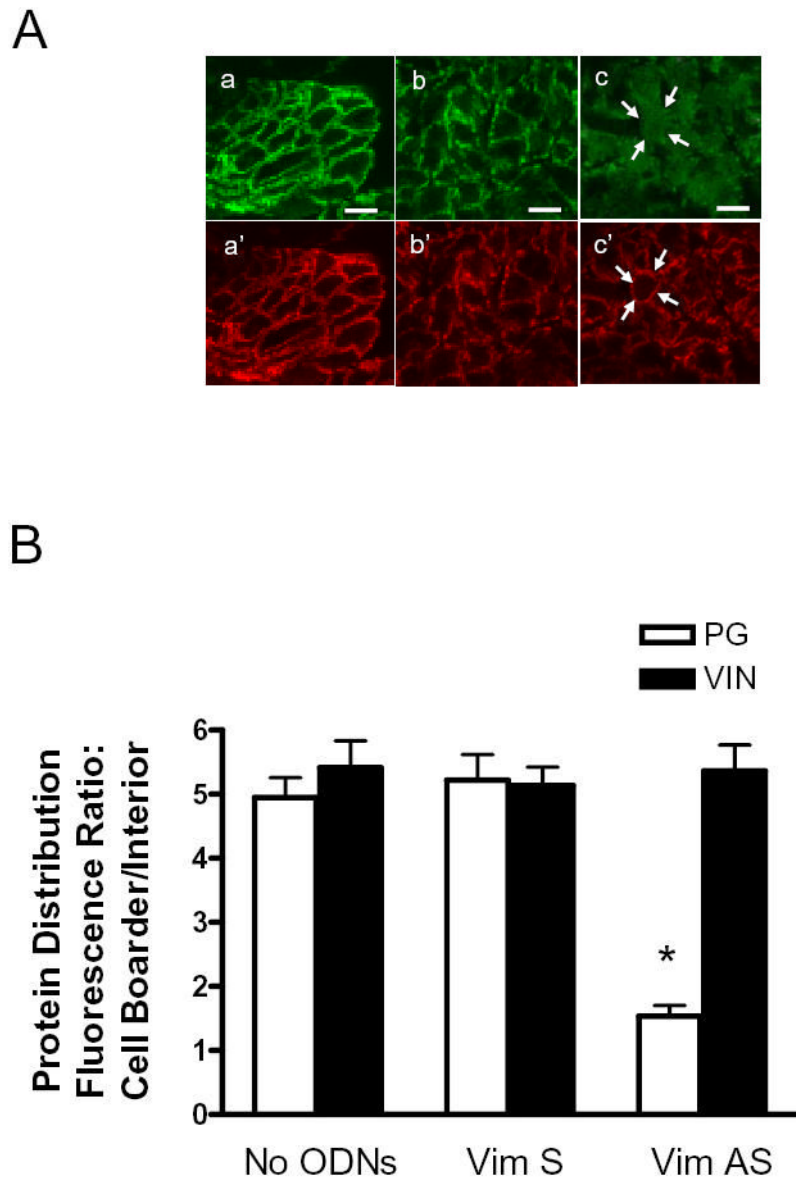 A
a
b
c
a'
b'
c'
B
PG
VIN
Protein Distribution
Fluorescence Ratio:
Cell Boarder/Interior
6
5
4
3
2
1
0
*
No ODNs
Vim S
Vim AS